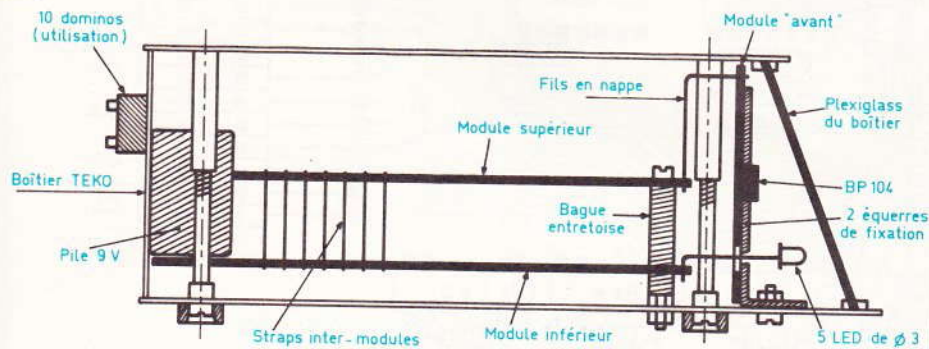 10 dominos
(utilisation)
Module "avant"
Fils en nappe
Plexiglass
du boîtier
Module supérieur
Boîtier TEKO
BP 104
Bague
entretoise
2 équerres
de fixation
Pile 9 V
Straps inter-modules
Module inférieur
5 LED de ø 3